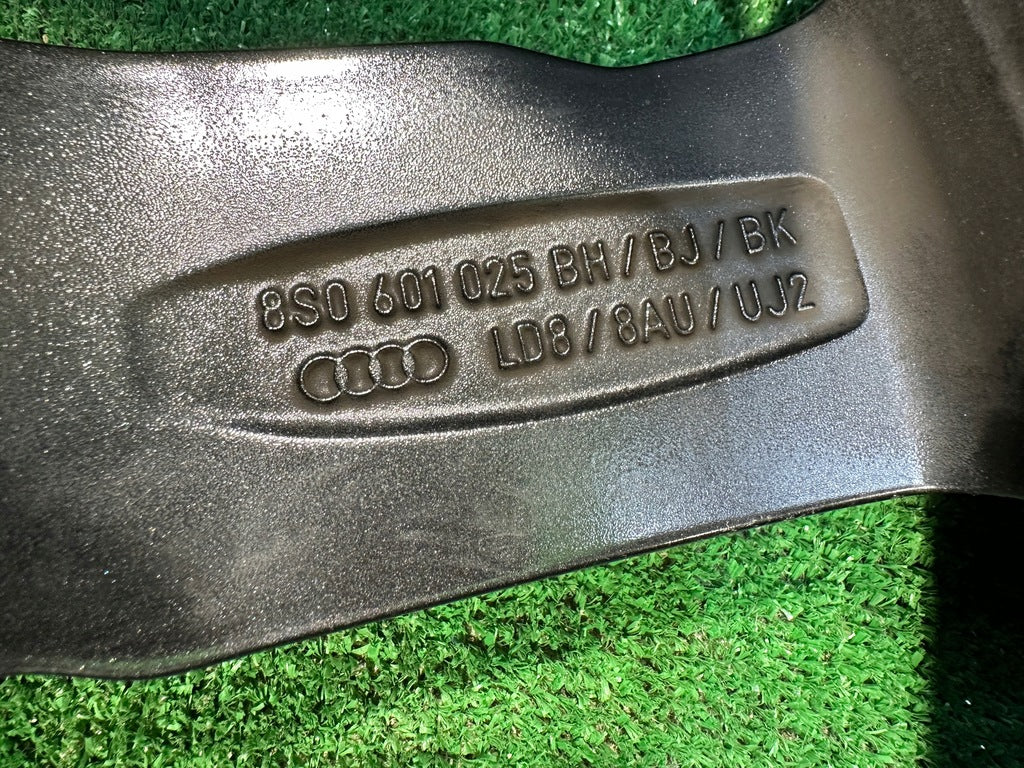 8S0 601 025 BH / BJ / BK
LD8 / 8AU / UJ2